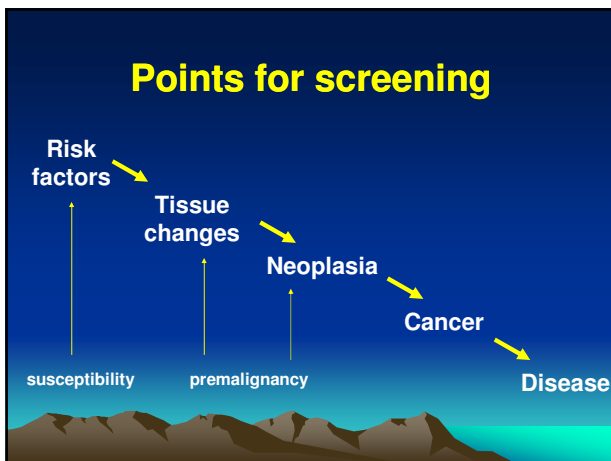 Points for screening
Risk
factors
Tissue
changes
Neoplasia
Cancer
susceptibility
premalignancy
Disease